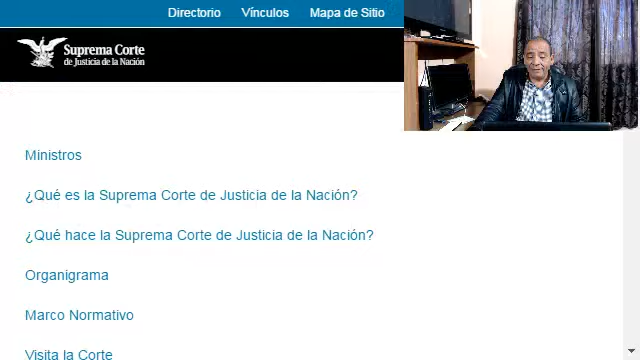 Directorio Vínculos Mapa de Sitio
Suprema Corte
de Justicia de la Nación
Ministros
¿Qué es la Suprema Corte de Justicia de la Nación?
¿Qué hace la Suprema Corte de Justicia de la Nación?
Organigrama
Marco Normativo
Visita la Corte